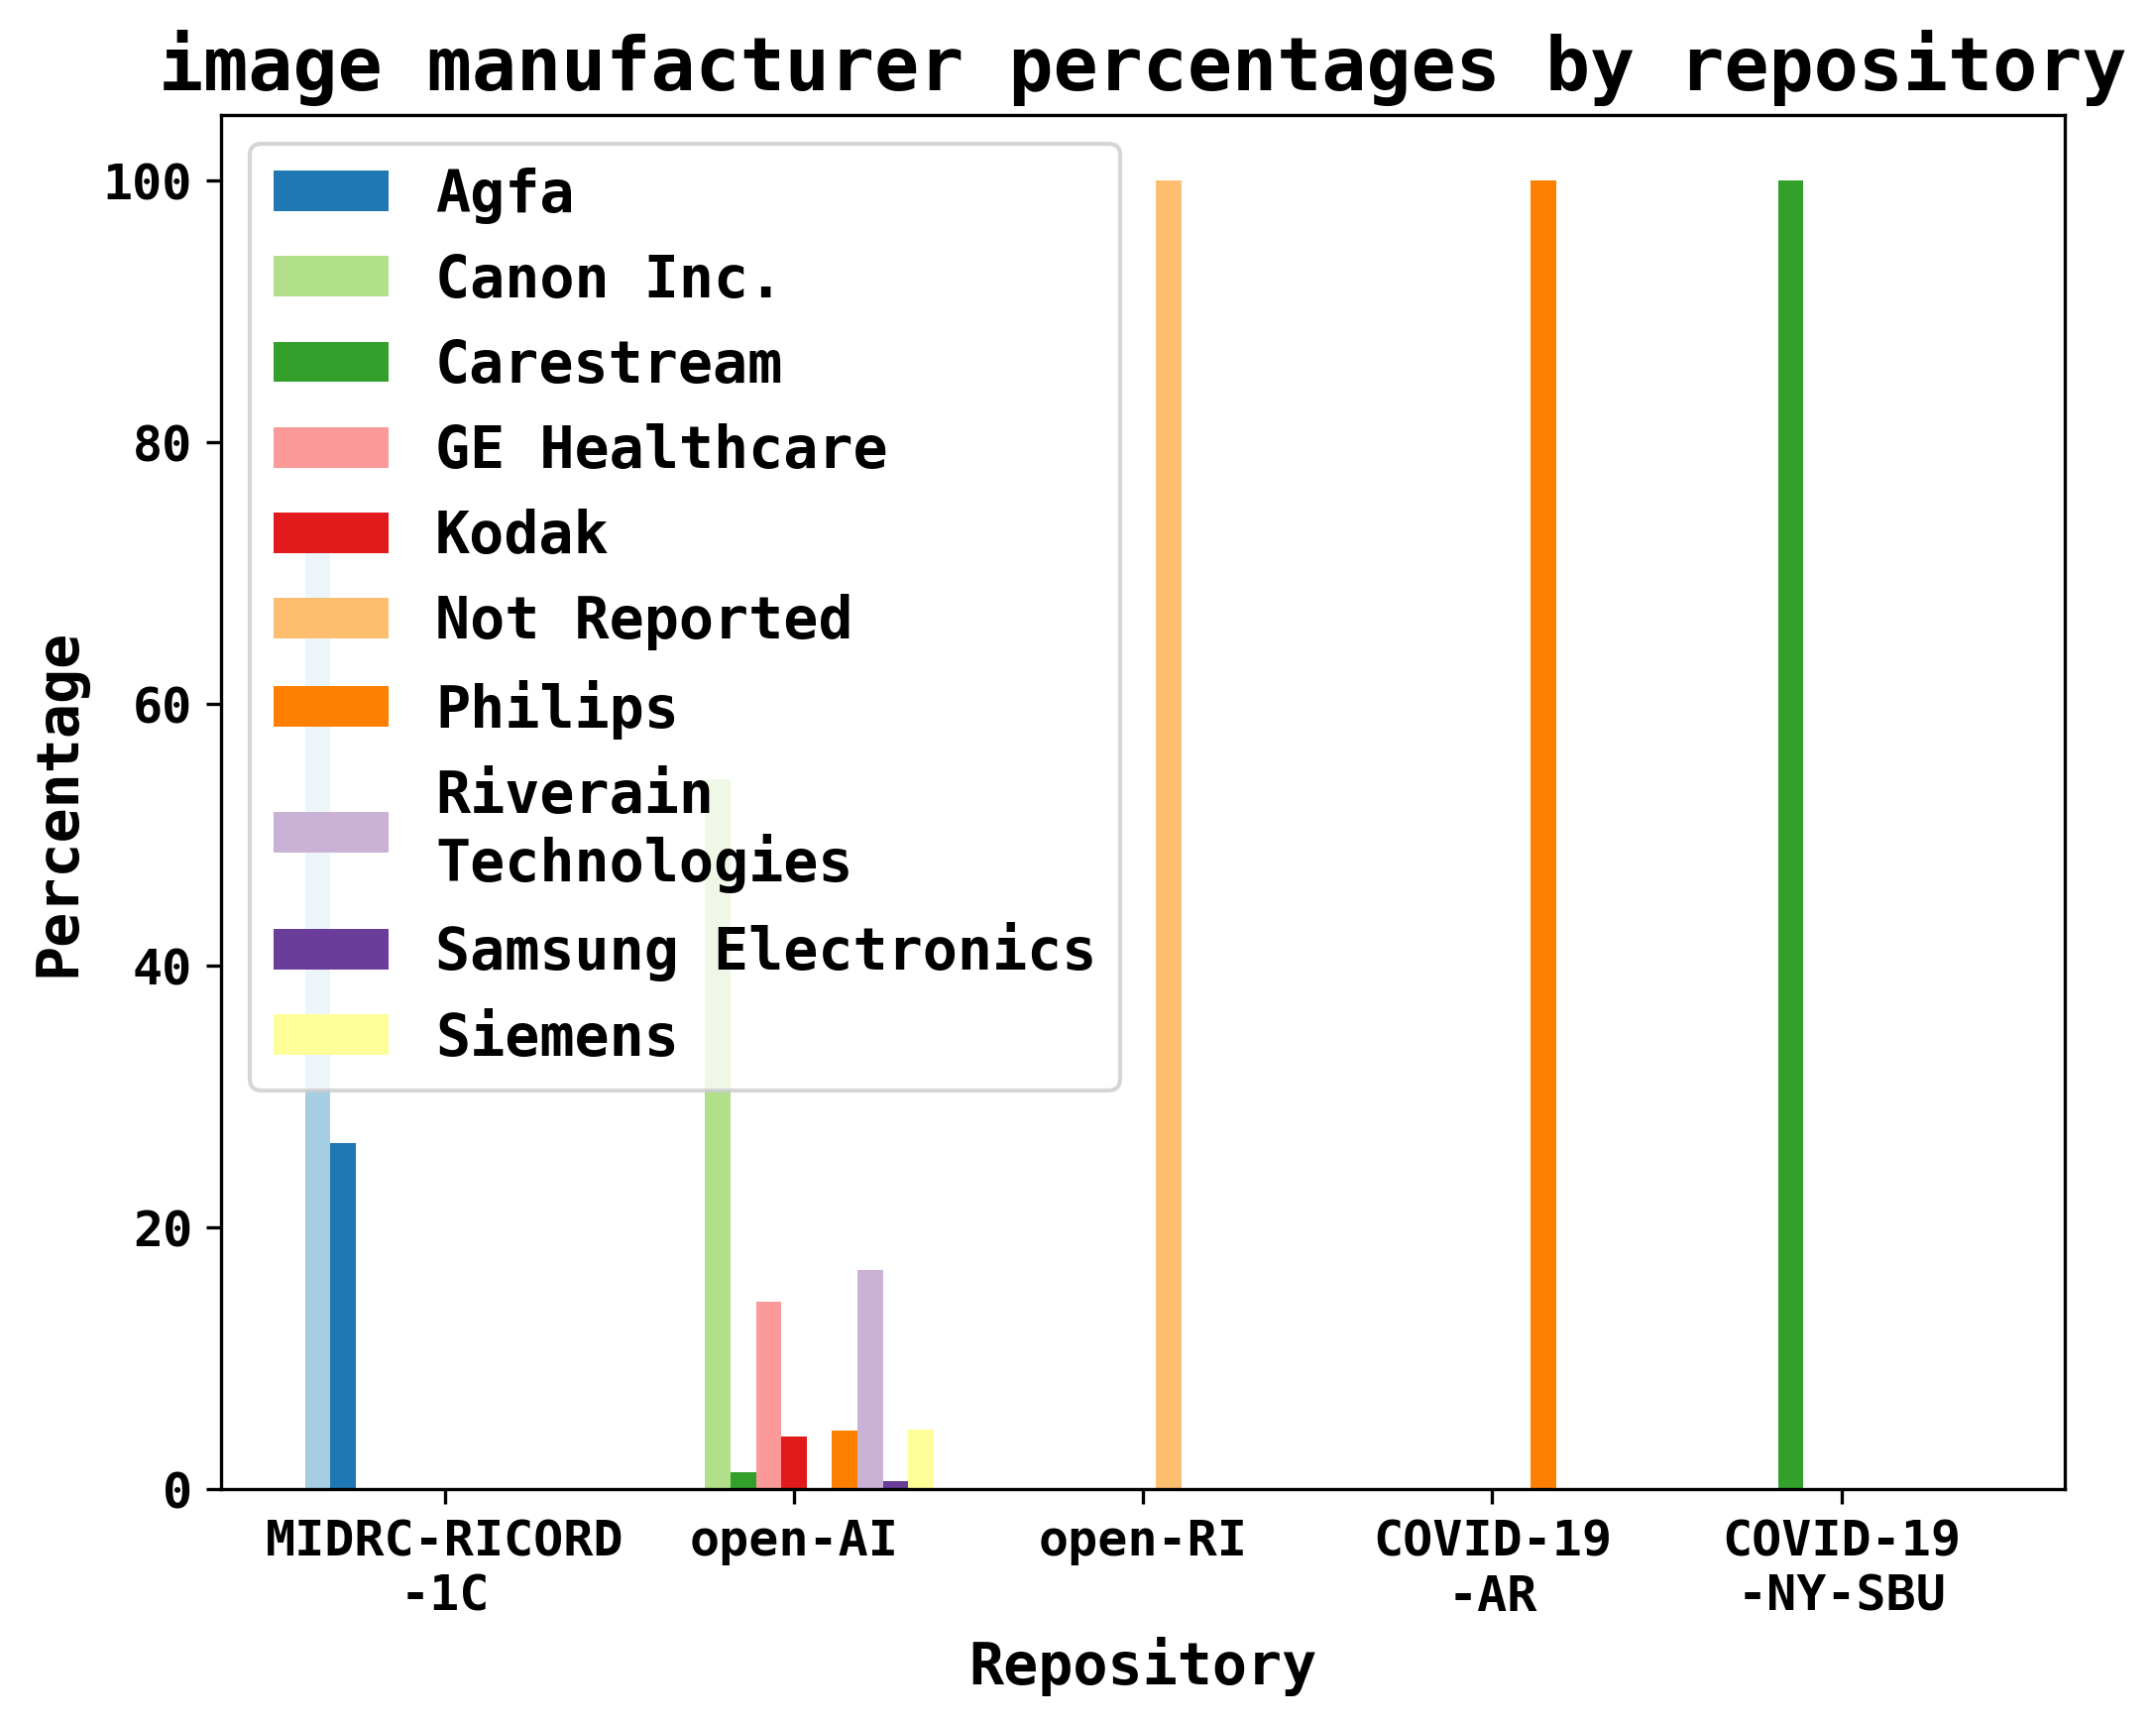 image manufacturer percentages by repository
100
80
60
40
20
0
Percentage
Agfa
Canon Inc.
Carestream
GE Healthcare
Kodak
Not Reported
Philips
Riverain
Technologies
Samsung Electronics
Siemens
MIDRC-RICORD
-1C
open-AI
open-RI
COVID-19
-AR
COVID-19
-NY-SBU
Repository